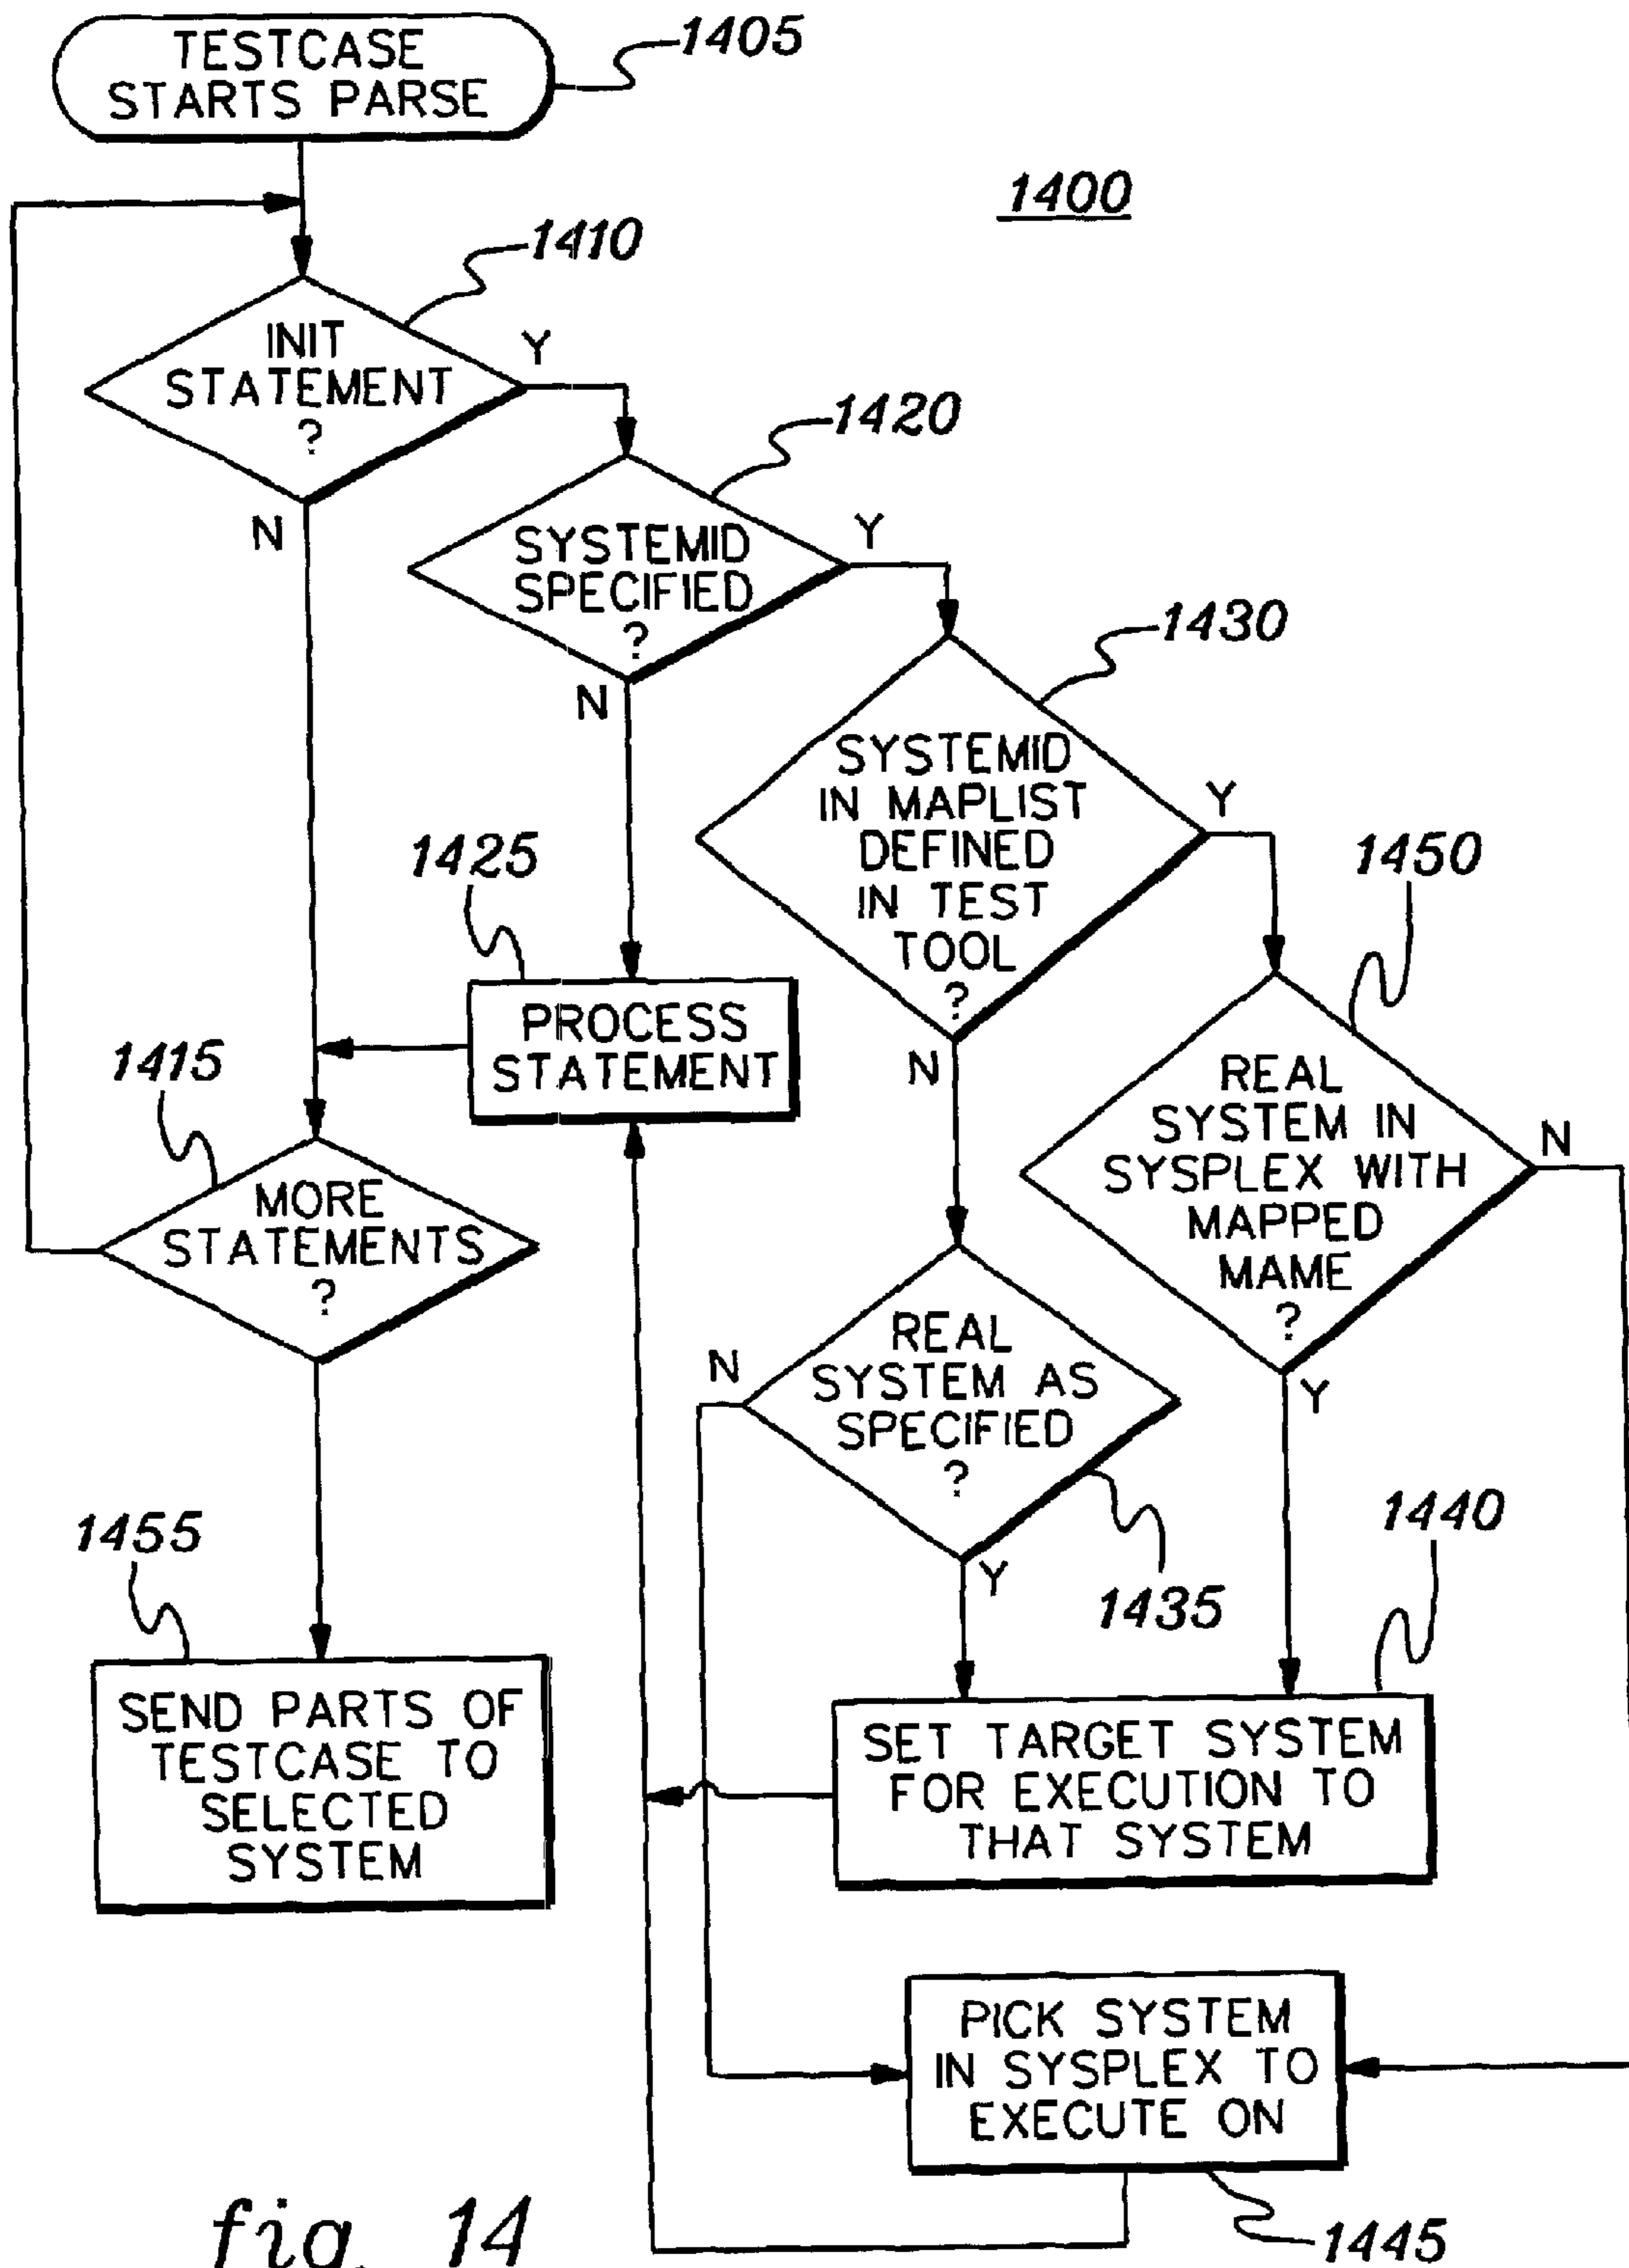 TESTCASE
STARTS PARSE
1405
1400
1410
INIT
STATEMENT
?
Y
N
1420
SYSTEMID
SPECIFIED
?
Y
N
1430
SYSTEMID
IN MAPLIST
DEFINED
IN TEST
TOOL
?
Y
N
1425
PROCESS
STATEMENT
1450
REAL
SYSTEM IN
SYSPLEX WITH
MAPPED
MAME
?
N
Y
1415
MORE
STATEMENTS
?
REAL
SYSTEM AS
SPECIFIED
?
N
Y
1435
1440
SET TARGET SYSTEM
FOR EXECUTION TO
THAT SYSTEM
1455
SEND PARTS OF
TESTCASE TO
SELECTED
SYSTEM
PICK SYSTEM
IN SYSPLEX TO
EXECUTE ON
1445
fig. 14